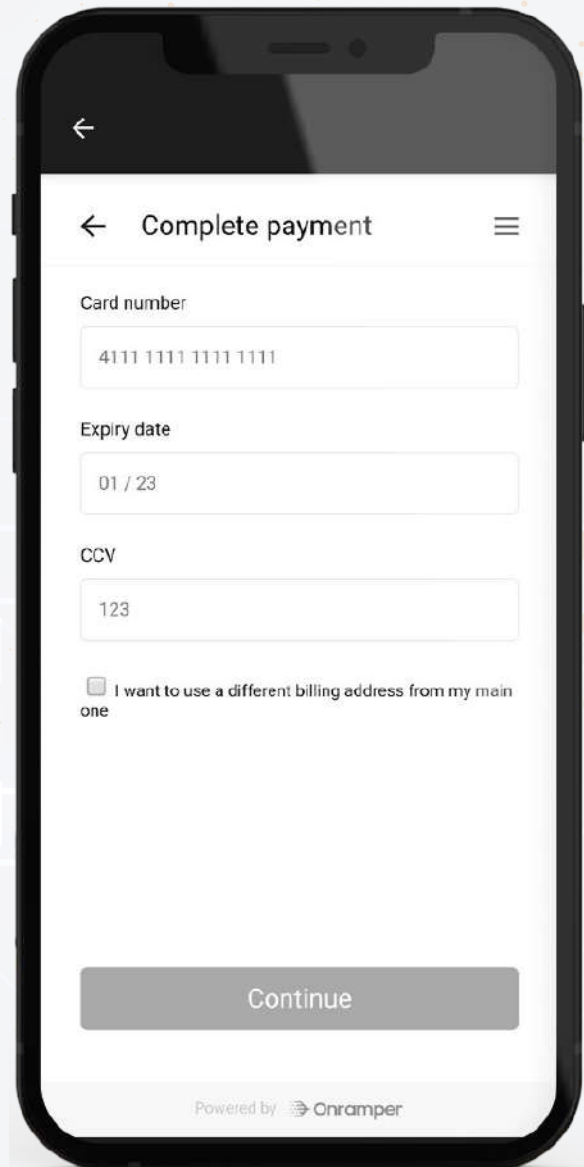 Complete payment
Card number
4111 1111 1111 1111
Expiry date
01 / 23
CCV
123
I want to use a different billing address from my main
one
Continue
Powered by Onramper